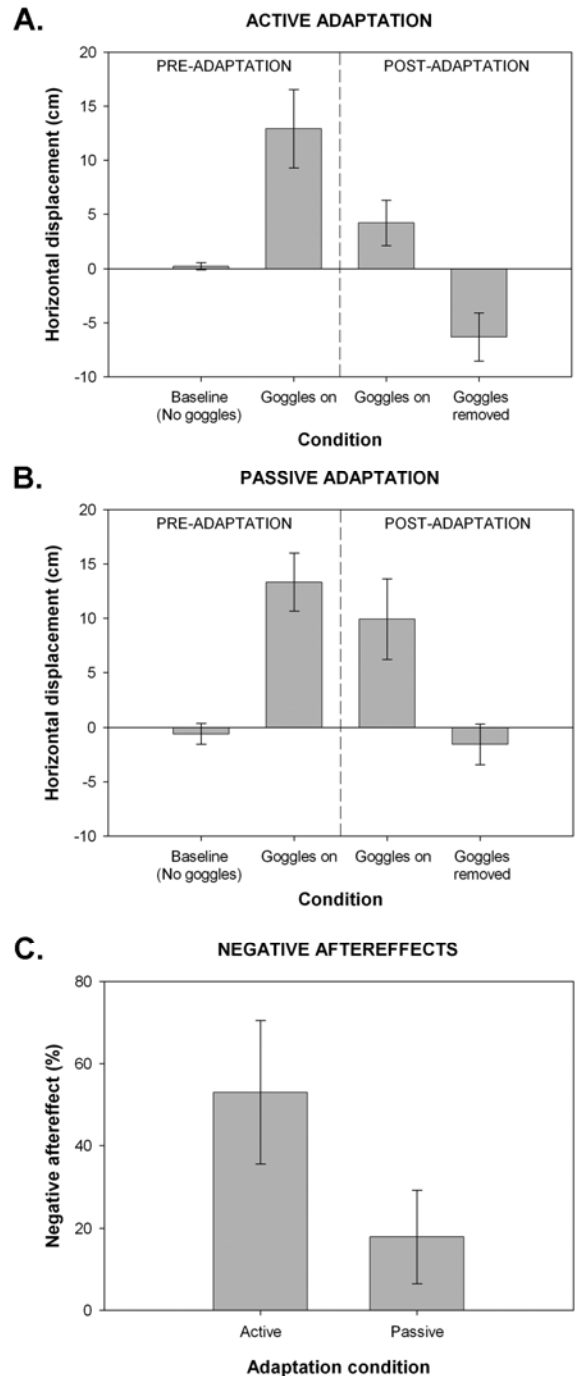 A.
ACTIVE ADAPTATION
PRE-ADAPTATION POST-ADAPTATION
20
15
10
5
0
-5
-10
Horizontal displacement (cm)
Baseline Goggles on Goggles on Goggles
(No goggles) removed
Condition
B.
PASSIVE ADAPTATION
PRE-ADAPTATION POST-ADAPTATION
20
15
10
5
0
-5
-10
Horizontal displacement (cm)
Baseline Goggles on Goggles on Goggles
(No goggles) removed
Condition
C.
NEGATIVE AFTEREFFECTS
80
60
40
20
0
Negative aftereffect (%)
Active Passive
Adaptation condition